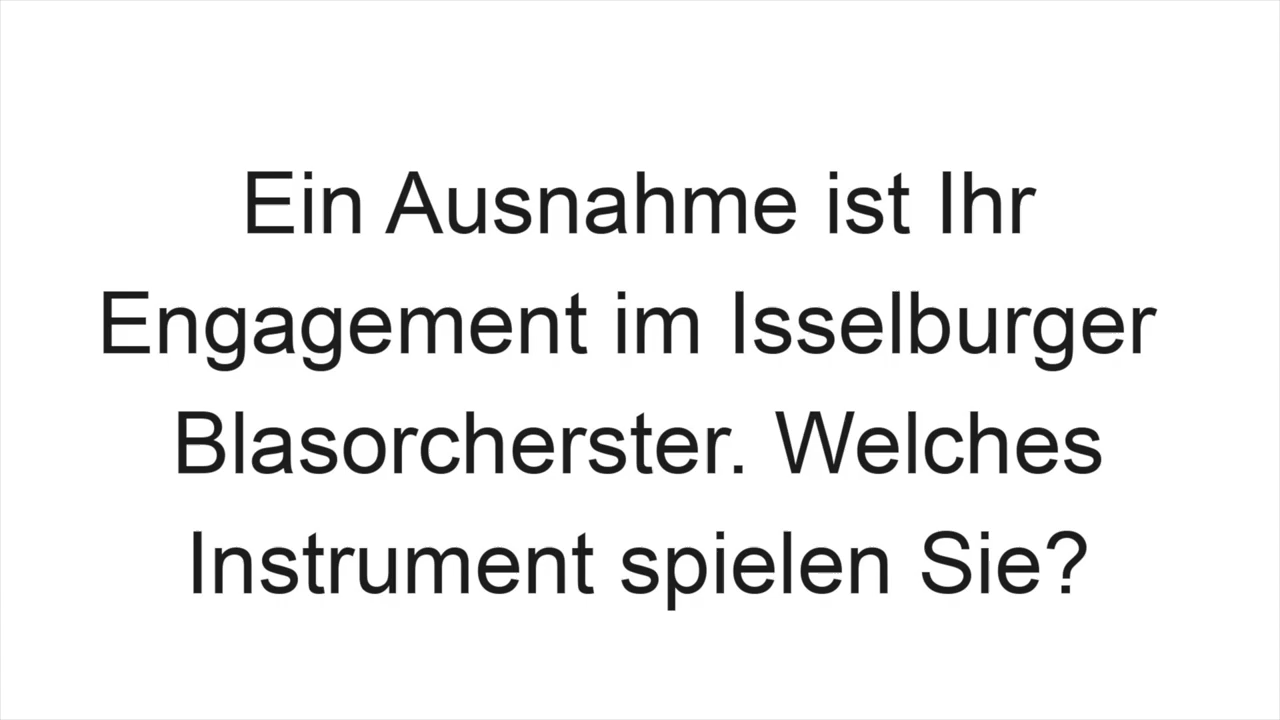 Ein Ausnahme ist Ihr
Engagement im Isselburger
Blasorcherster. Welches
Instrument spielen Sie?